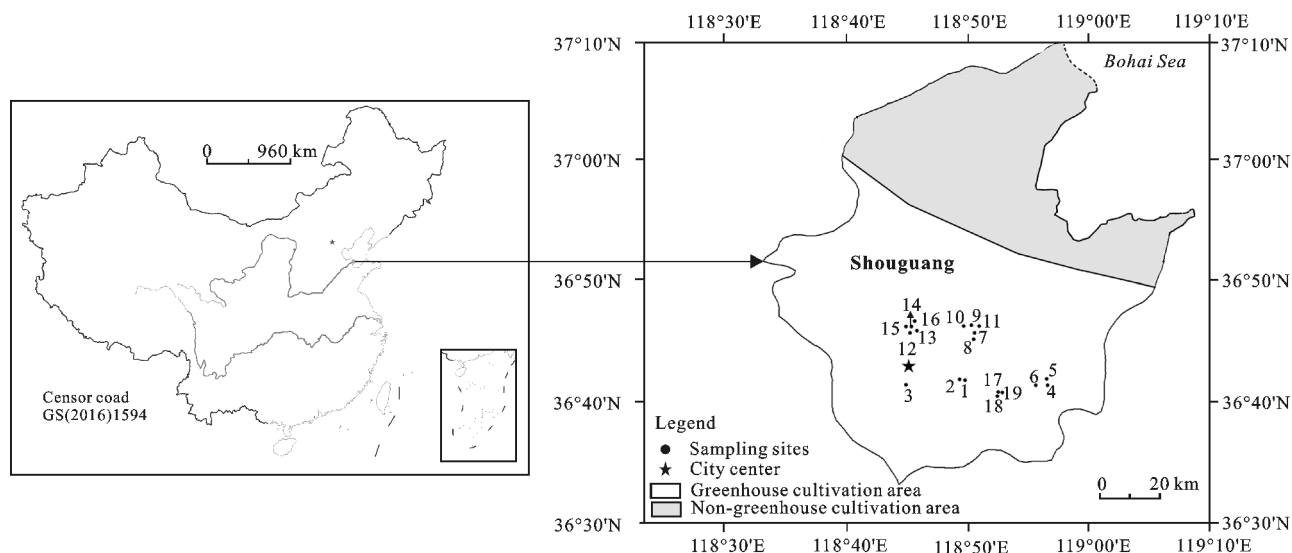 118°30'E 118°40'E 118°50'E 119°00'E 119°10'E
37°10'N 37°10'N
Bohai Sea
0 960 km
37°00'N 37°00'N
Shouguang
36°50'N 36°50'N
14
15 16 10 9 11
13 7
12 8
3 2 1 17 19 6 5
18 4
Censor coad
GS(2016)1594
36°40'N 36°40'N
Legend
Sampling sites
City center
Greenhouse cultivation area
Non-greenhouse cultivation area
0 20 km
36°30'N 36°30'N
118°30'E 118°40'E 118°50'E 119°00'E 119°10'E